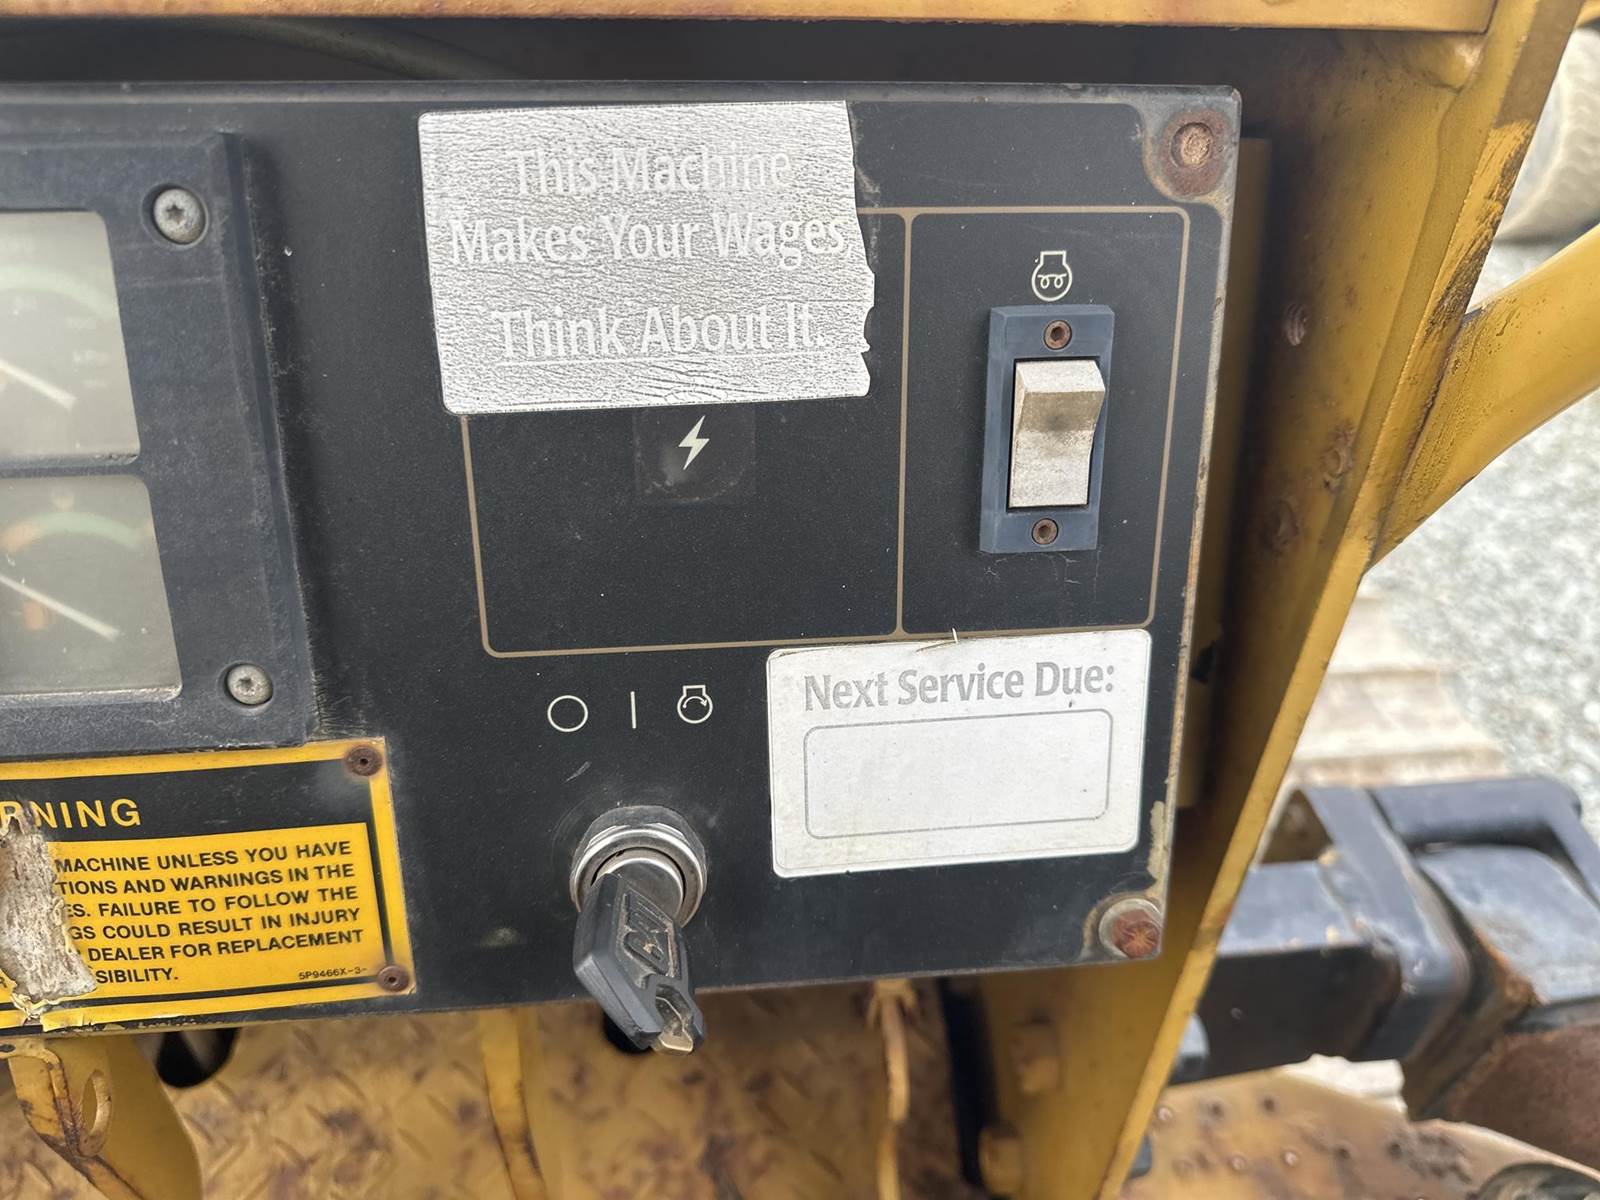 This Machine
Makes Your Wages
Think About It.
Next Service Due:
RNING
MACHINE UNLESS YOU HAVE
TIONS AND WARNINGS IN THE
ES. FAILURE TO FOLLOW THE
GS COULD RESULT IN INJURY
DEALER FOR REPLACEMENT
SIBILITY.
5P9466X-3-
CAT